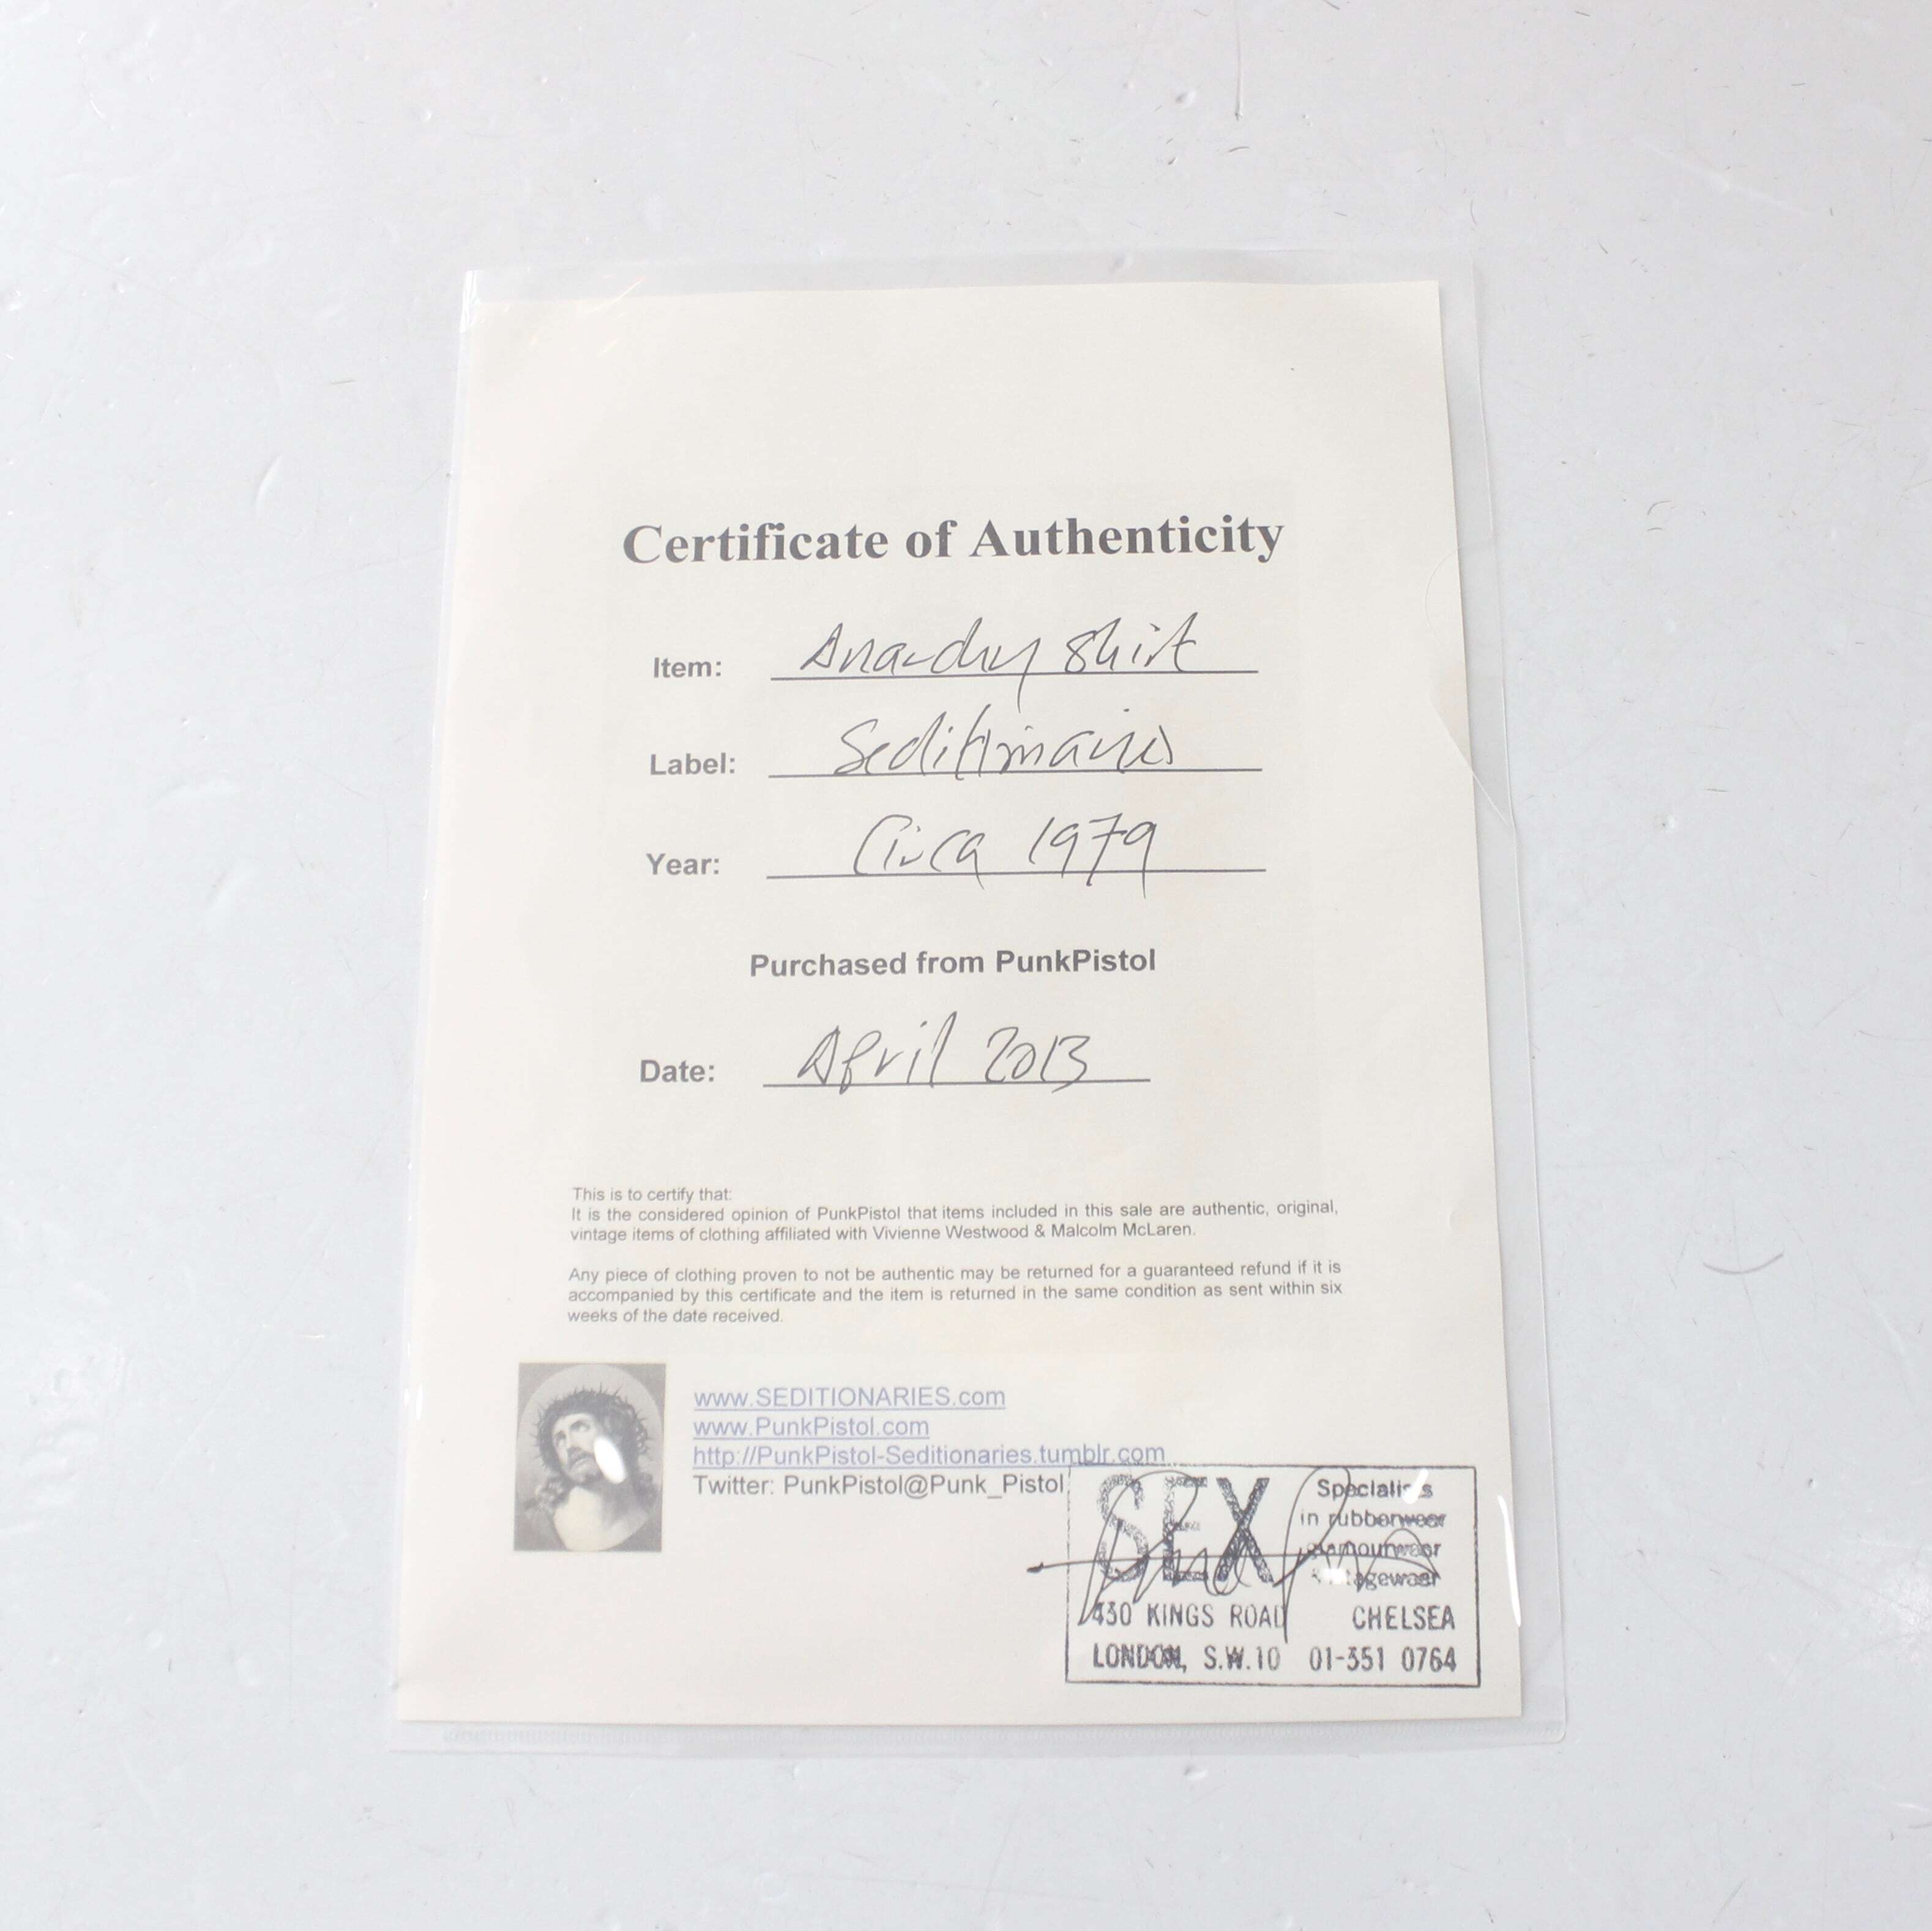 Certificate of Authenticity
Item: Anarchy Shirt
Label: Seditionaries
Year: Circa 1979
Purchased from PunkPistol
Date: April 2013
This is to certify that:
It is the considered opinion of PunkPistol that items included in this sale are authentic, original,
vintage items of clothing affiliated with Vivienne Westwood & Malcolm McLaren.
Any piece of clothing proven to not be authentic may be returned for a guaranteed refund if it is
accompanied by this certificate and the item is returned in the same condition as sent within six
weeks of the date received.
www.SEDITIONARIES.com
www.PunkPistol.com
http://PunkPistol-Seditionaries.tumblr.com
Twitter: PunkPistol@Punk_Pistol
SEX
Specialists
in rubberwear
glamourwear
stagewear
430 KINGS ROAD CHELSEA
LONDON, S.W.10 01-351 0764